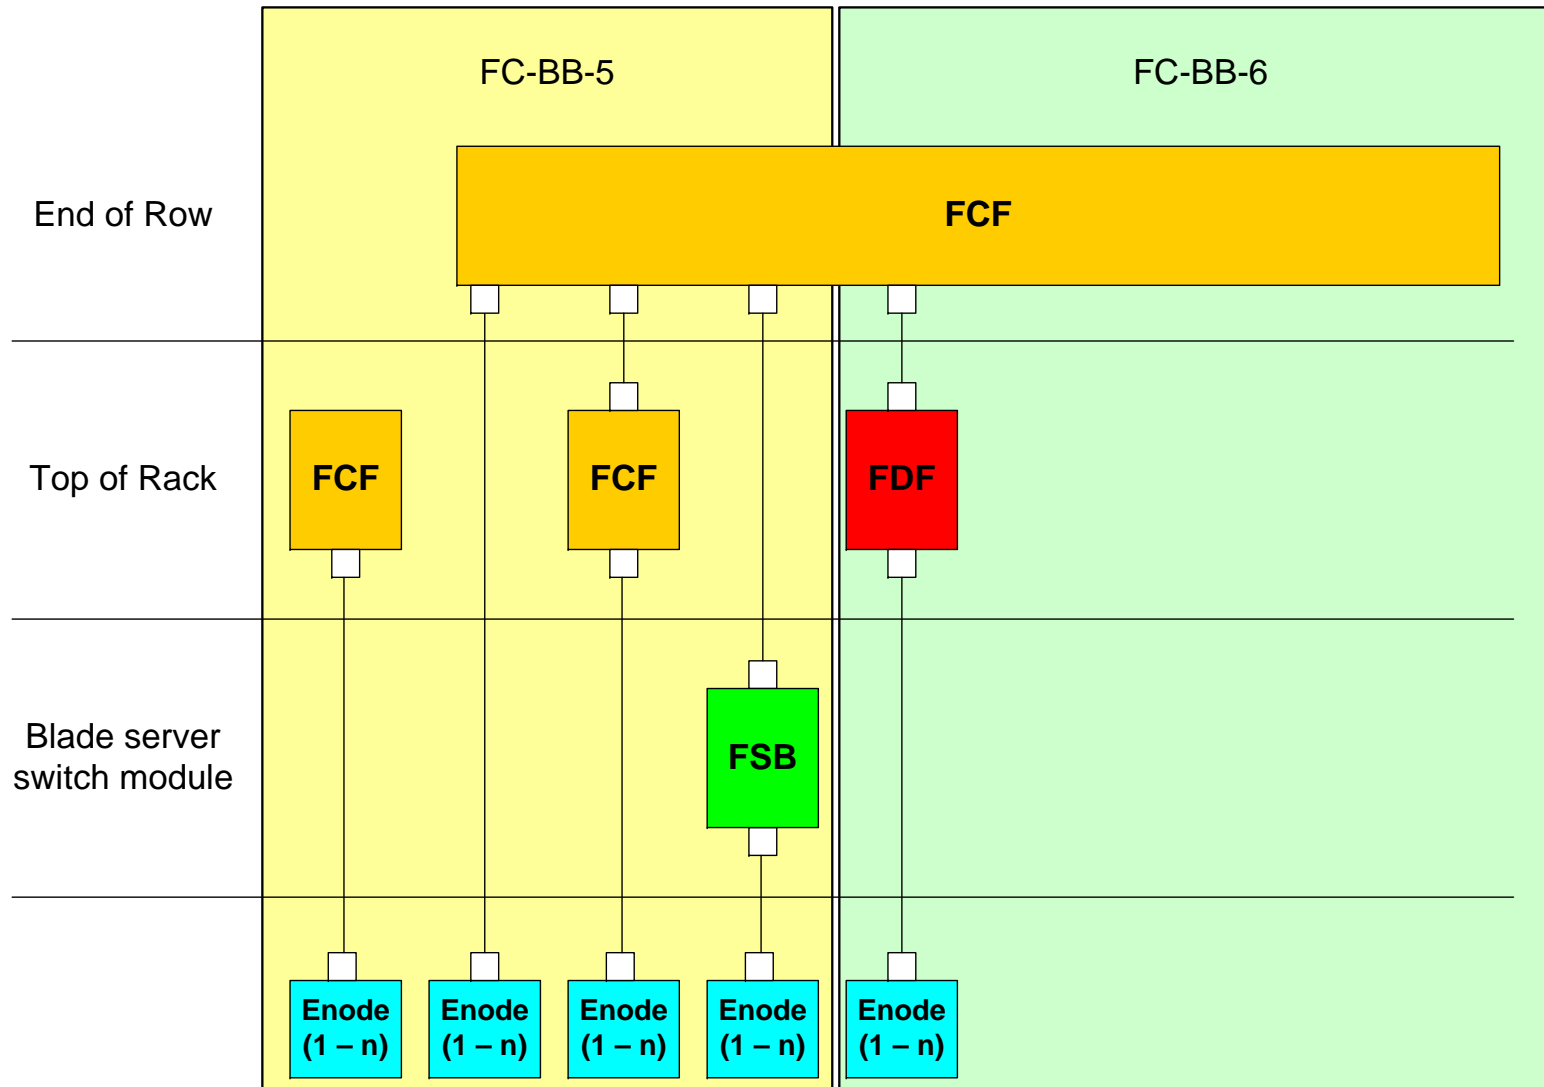 FC-BB-5
FC-BB-6
End of Row
FCF
Top of Rack
FCF
FCF
FDF
Blade server
switch module
FSB
Enode
(1 – n)
Enode
(1 – n)
Enode
(1 – n)
Enode
(1 – n)
Enode
(1 – n)